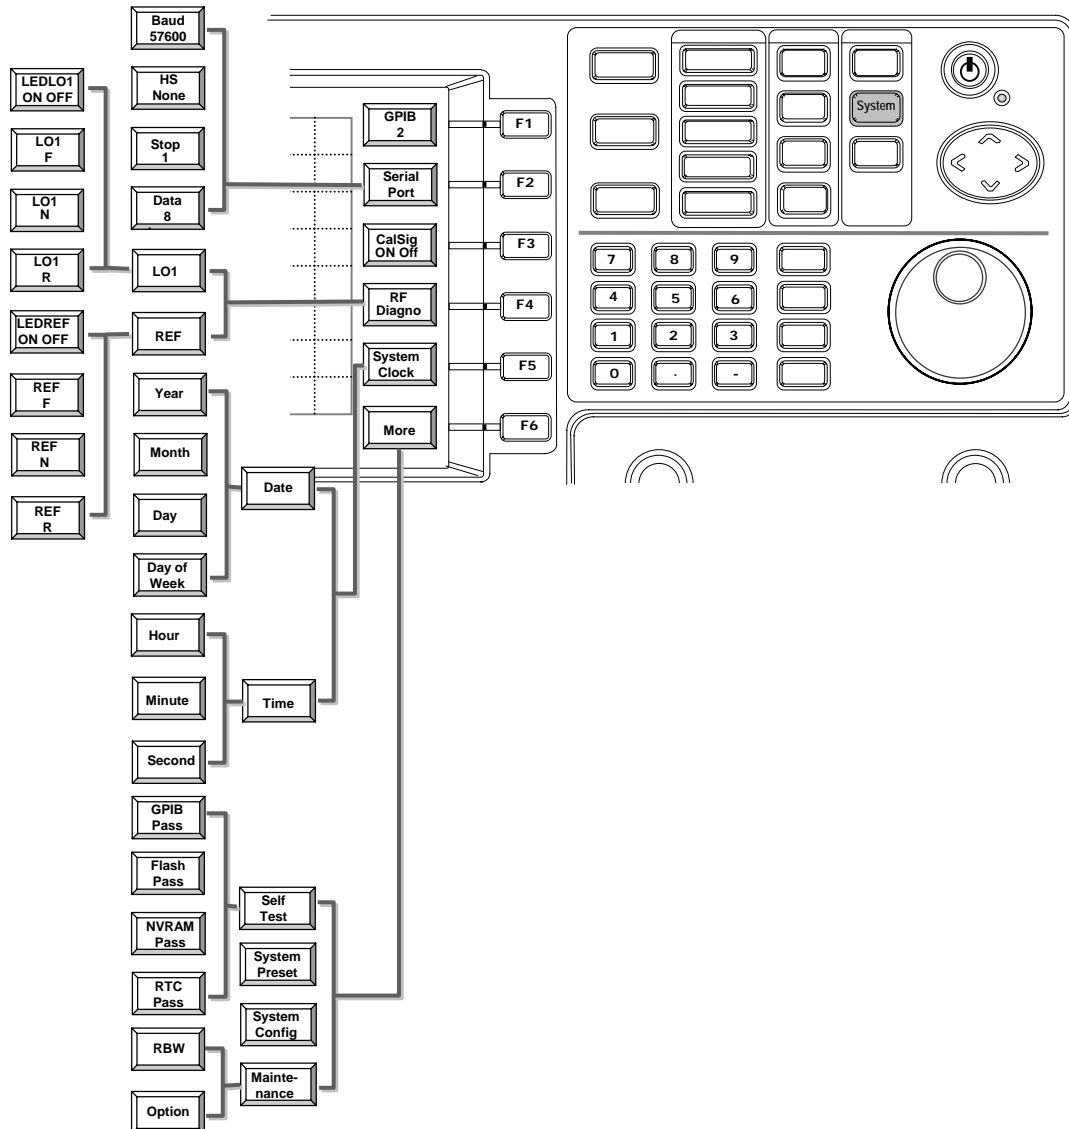 Baud
57600
HS
None
Stop
1
Data
8
LEDLO1
ON OFF
LO1
F
LO1
N
LO1
R
LO1
LEDREF
ON OFF
REF
REF
F
REF
N
REF
R
GPIB
2
F1
Serial
Port
F2
CalSig
ON Off
F3
RF
Diagno
F4
System
Clock
F5
More
F6
System
7
8
9
4
5
6
1
2
3
0
.
-
Year
Month
Day
Day of
Week
Date
Hour
Minute
Second
Time
GPIB
Pass
Flash
Pass
NVRAM
Pass
RTC
Pass
Self
Test
System
Preset
System
Config
RBW
Option
Mainte-
nance